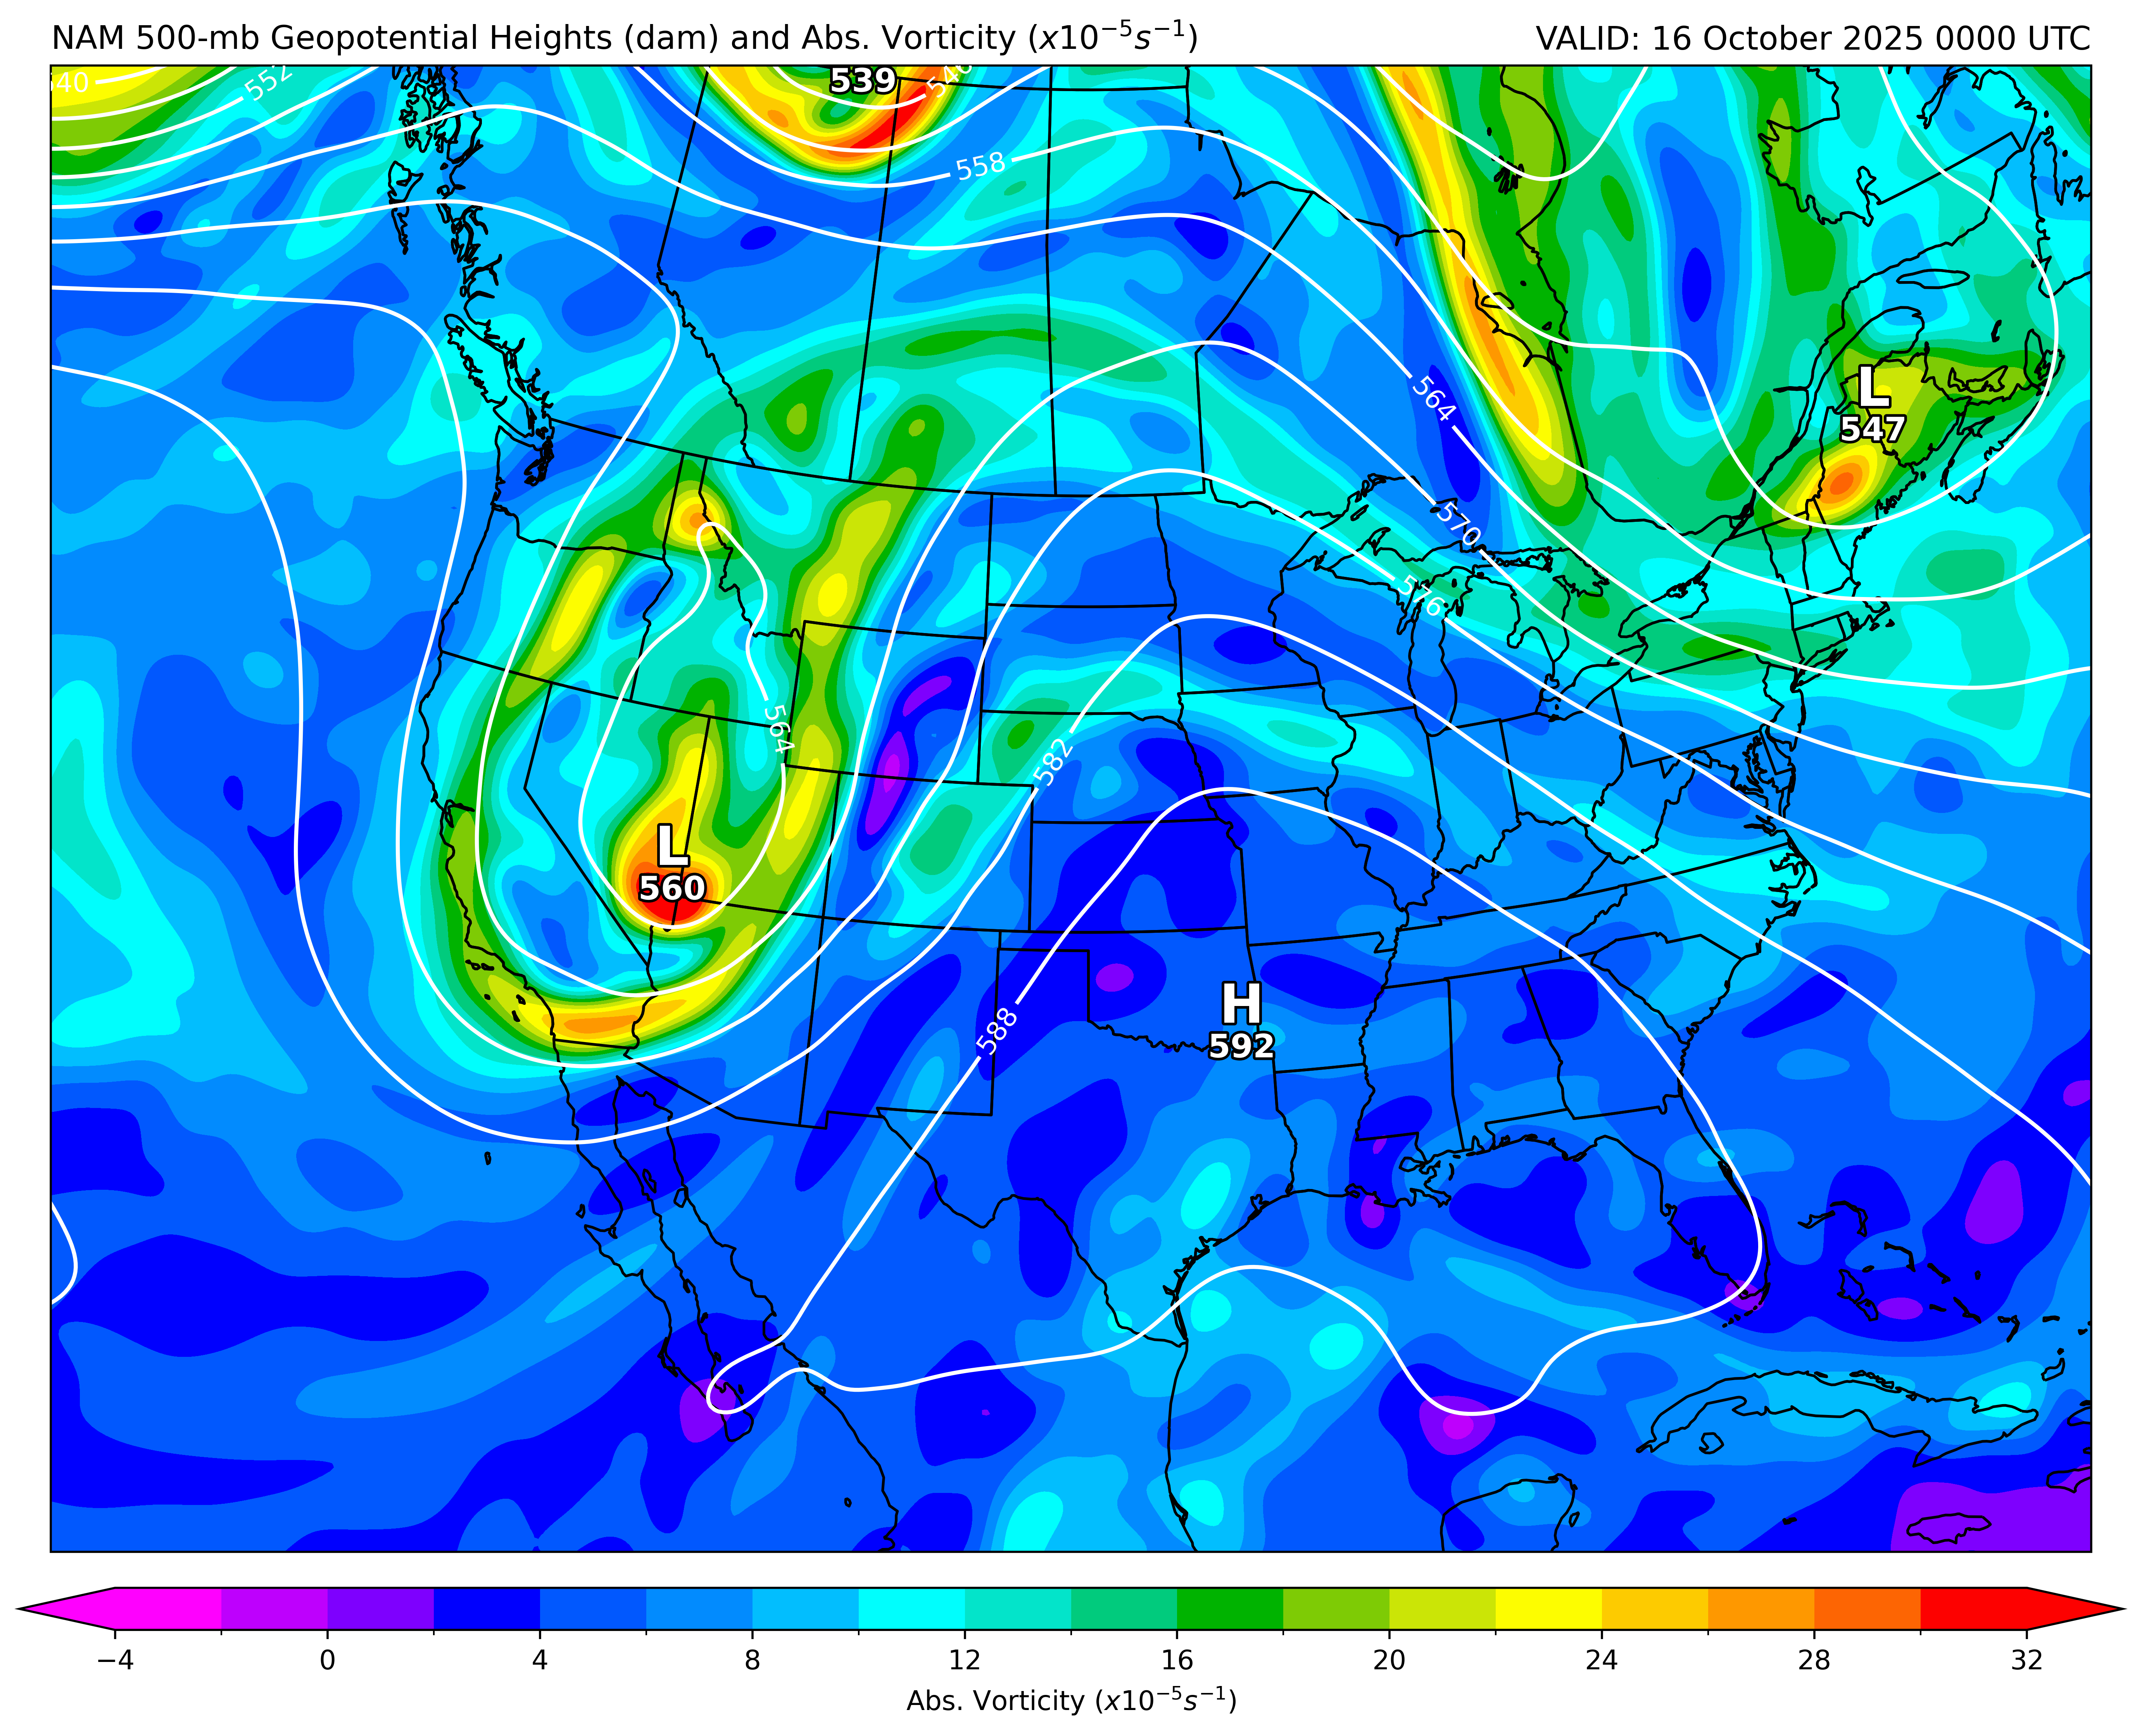 NAM 500-mb Geopotential Heights (dam) and Abs. Vorticity (x10⁻⁵s⁻¹)
VALID: 16 October 2025 0000 UTC
540
552
539
546
558
564
L
547
570
576
564
582
L
560
H
592
588
−4 0 4 8 12 16 20 24 28 32
Abs. Vorticity (x10⁻⁵s⁻¹)